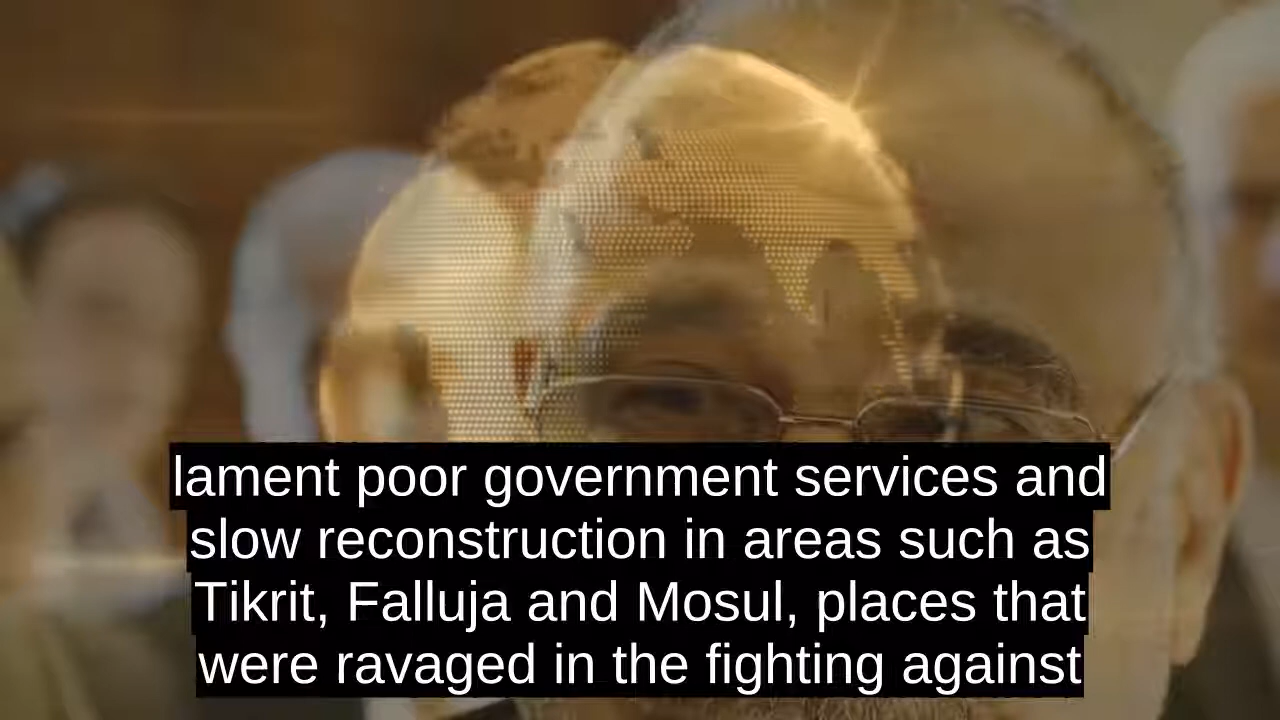 lament poor government services and
slow reconstruction in areas such as
Tikrit, Falluja and Mosul, places that
were ravaged in the fighting against